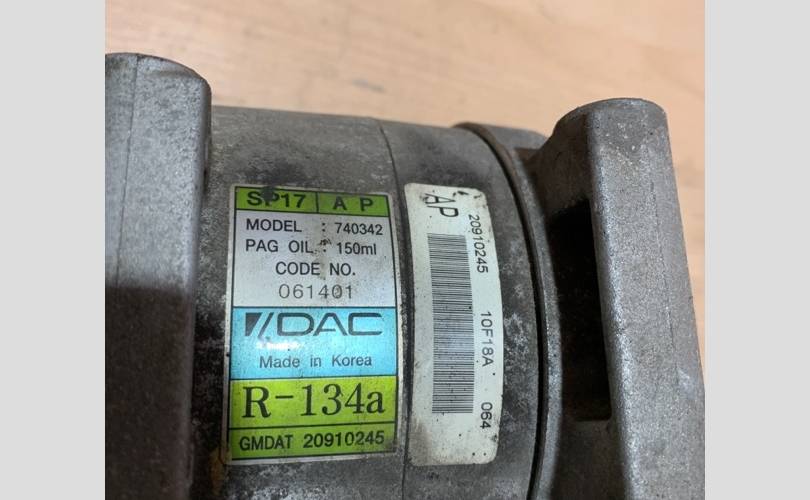 SP17 | A P
MODEL : 740342
PAG OIL : 150ml
CODE NO.
061401
DAC
Made in Korea
R-134a
GMDAT 20910245
AP
20910245
10F18A 064